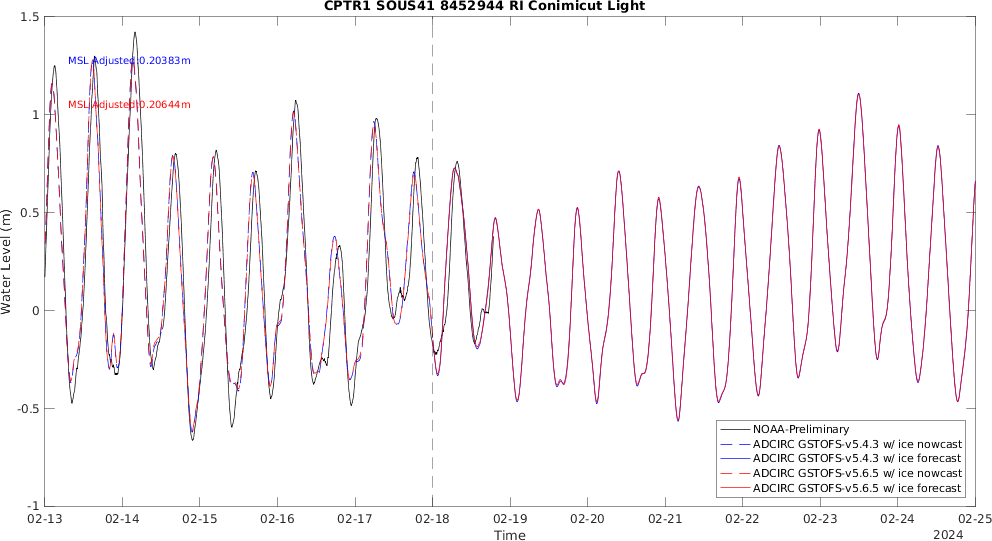 CPTR1 SOUS41 8452944 RI Conimicut Light
1.5
MSL Adjusted:0.20383m
MSL Adjusted:0.20644m
1
0.5
0
-0.5
-1
Water Level (m)
NOAA-Preliminary
ADCIRC GSTOFS-v5.4.3 w/ ice nowcast
ADCIRC GSTOFS-v5.4.3 w/ ice forecast
ADCIRC GSTOFS-v5.6.5 w/ ice nowcast
ADCIRC GSTOFS-v5.6.5 w/ ice forecast
02-13 02-14 02-15 02-16 02-17 02-18 02-19 02-20 02-21 02-22 02-23 02-24 02-25
Time
2024